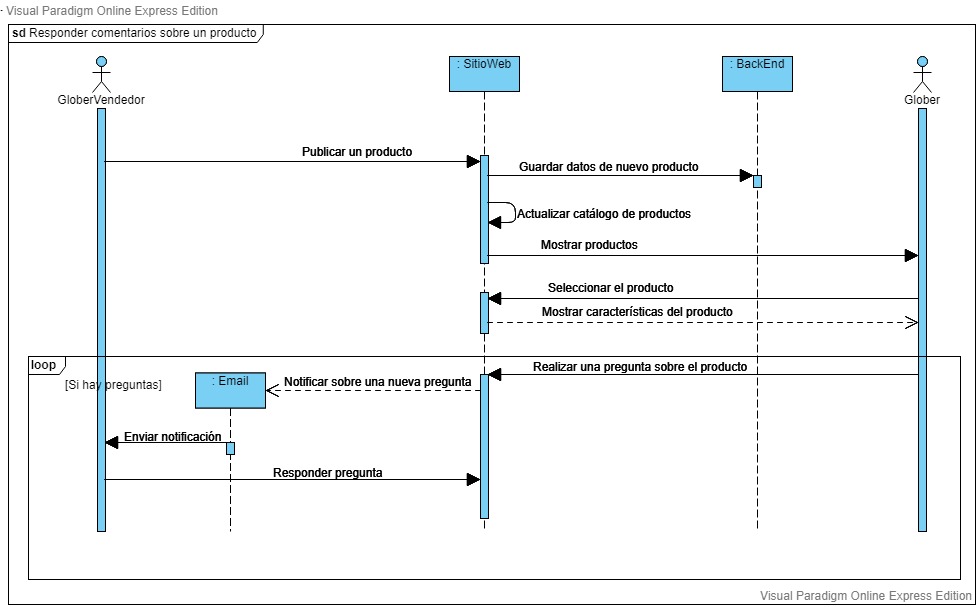 Visual Paradigm Online Express Edition
sd Responder comentarios sobre un producto
: SitioWeb
: BackEnd
GloberVendedor
Glober
Publicar un producto
Guardar datos de nuevo producto
Actualizar catálogo de productos
Mostrar productos
Seleccionar el producto
Mostrar características del producto
loop
Realizar una pregunta sobre el producto
[Si hay preguntas]
: Email
Notificar sobre una nueva pregunta
Enviar notificación
Responder pregunta
Visual Paradigm Online Express Edition